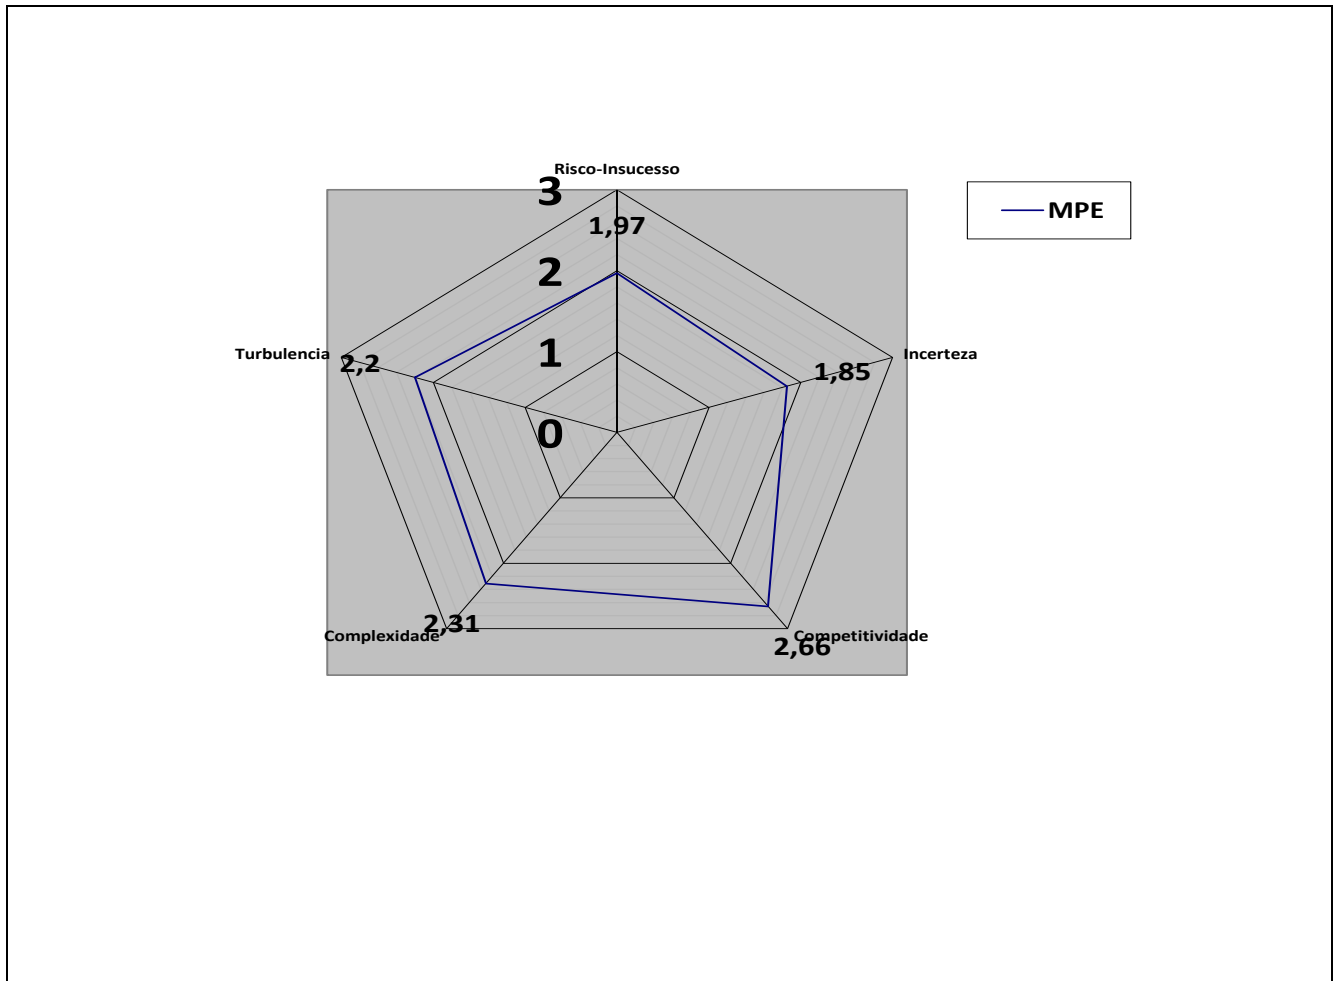 Risco-Insucesso
3
MPE
1,97
2
1
Turbulencia
2,2
Incerteza
1,85
0
Complexidade
2,31
Competitividade
2,66